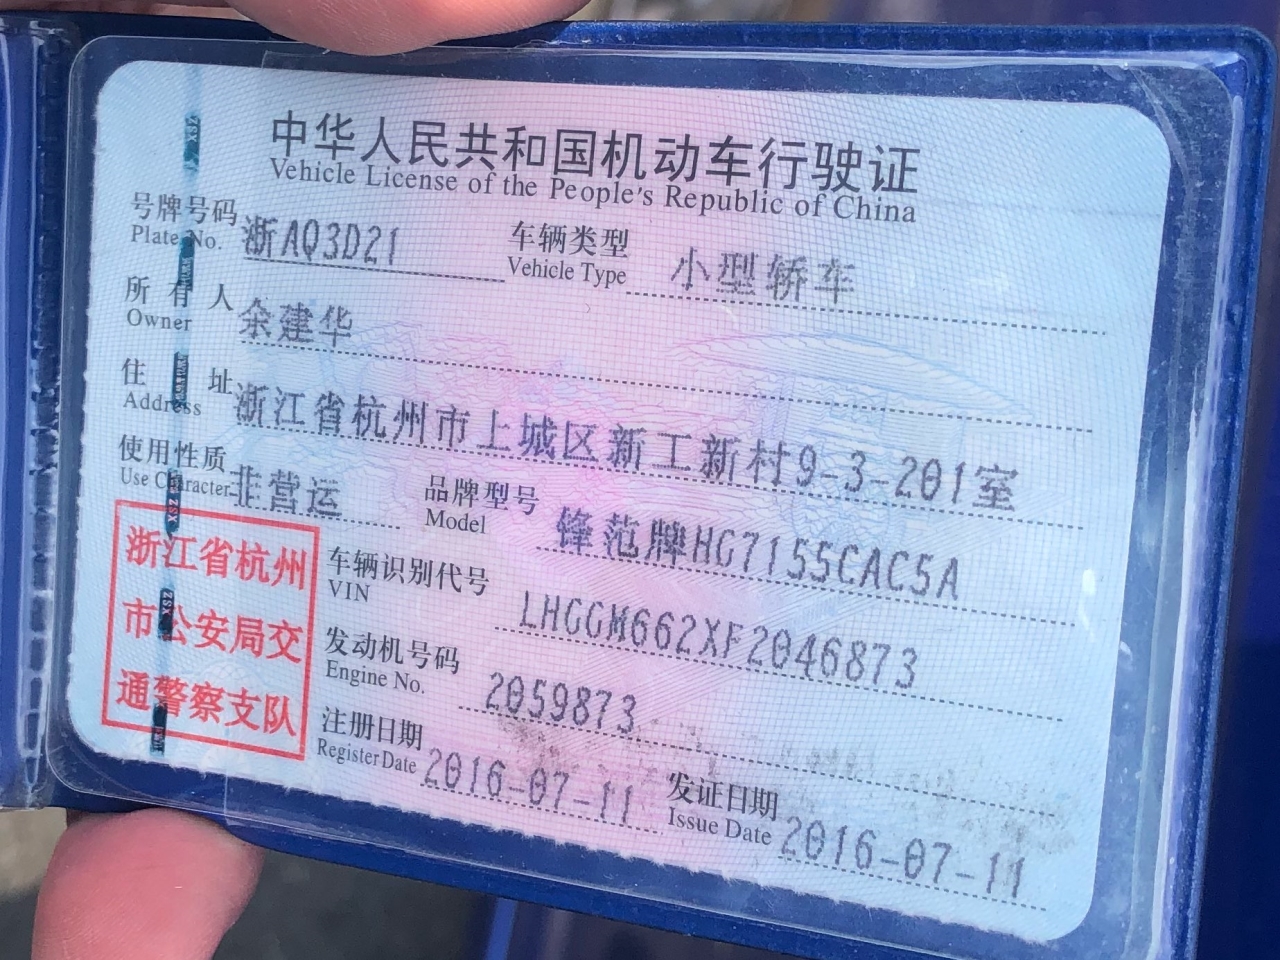 中华人民共和国机动车行驶证
Vehicle License of the People's Republic of China
号牌号码 浙AQ3D21 车辆类型 小型轿车
Plate No. Vehicle Type
所有人 余建华
Owner
住址 浙江省杭州市上城区新工新村9-3-201室
Address
使用性质 非营运 品牌型号 锋范牌HG7155CAC5A
Use Character Model
浙江省杭州
市公安局交
通警察支队
车辆识别代号 LHGGM662XF2046873
VIN
发动机号码 2059873
Engine No.
注册日期 2016-07-11 发证日期 2016-07-11
Register Date Issue Date